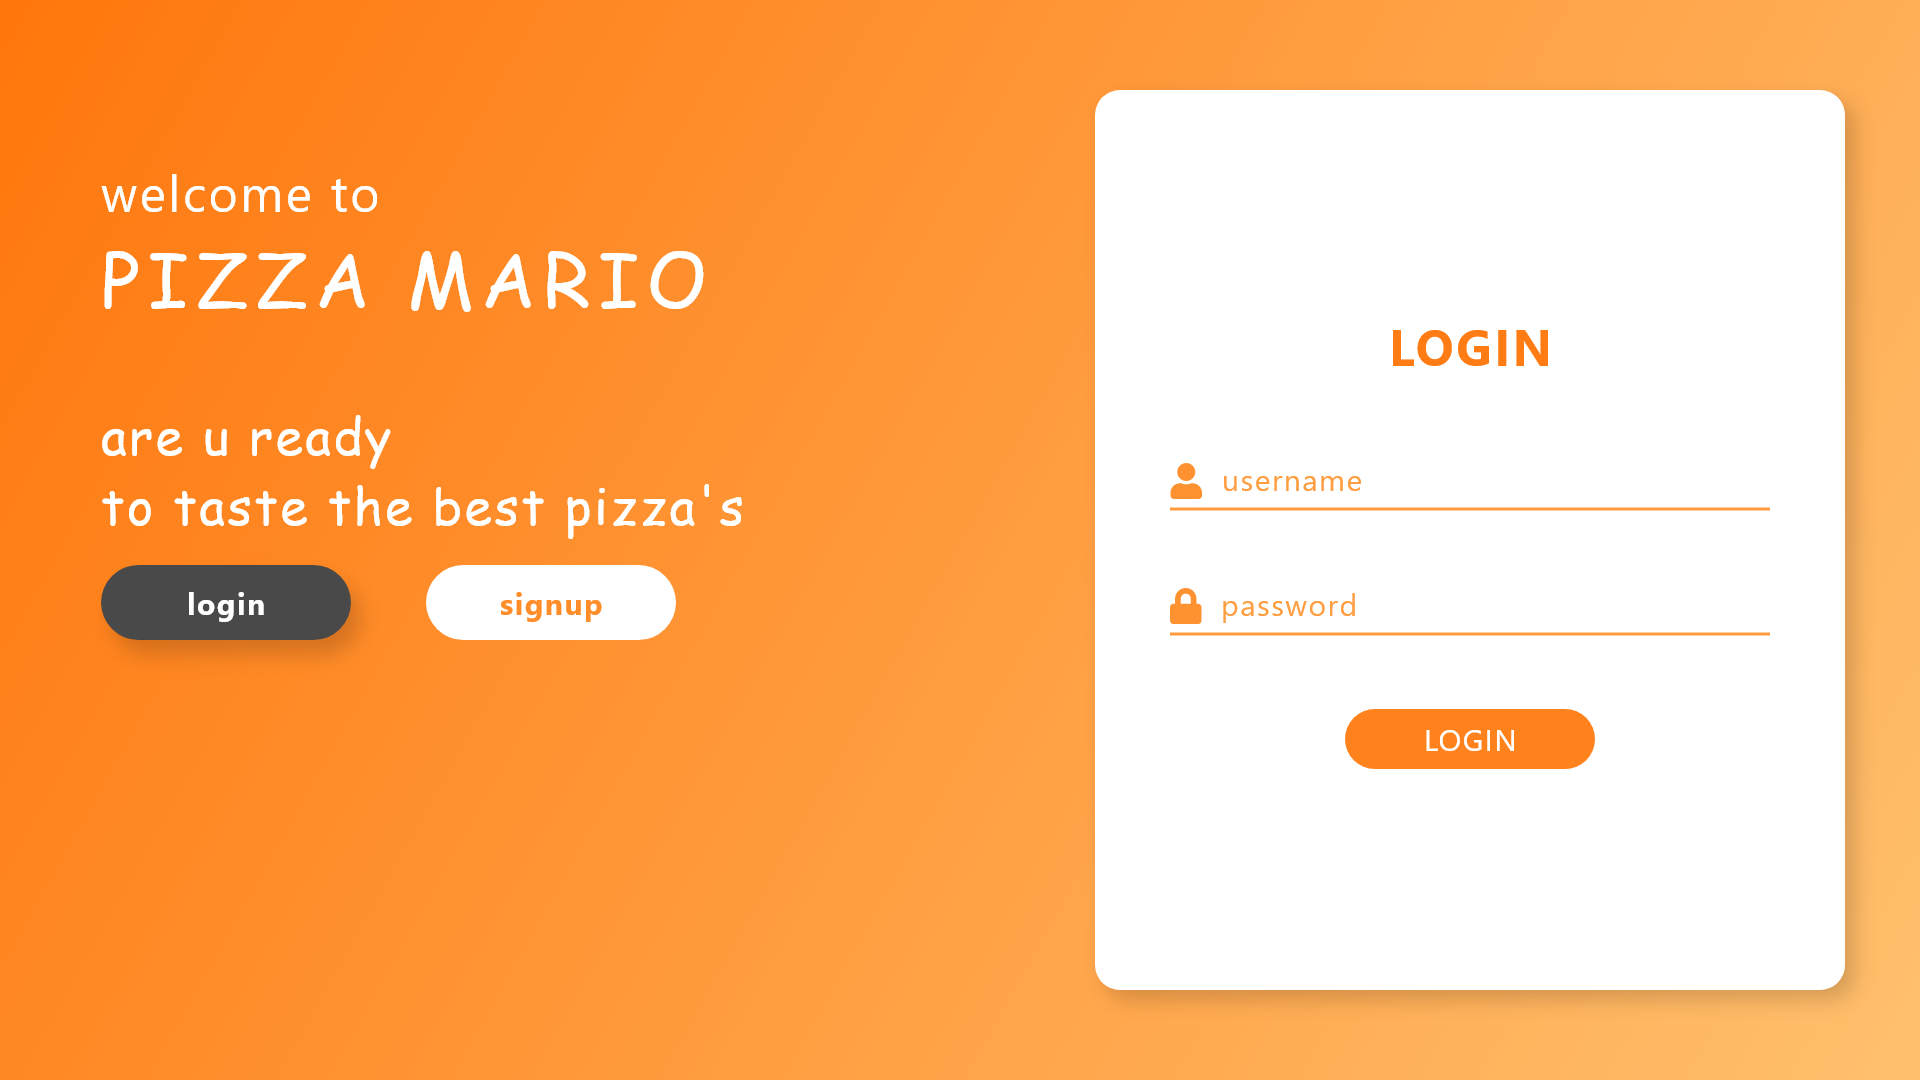 welcome to
PIZZA MARIO
are u ready
to taste the best pizza's
login
signup
LOGIN
username
password
LOGIN